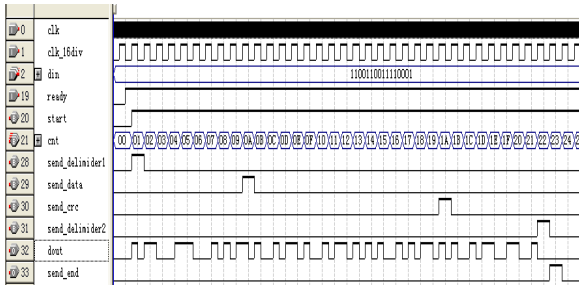 0 clk
1 clk_16div
2 din 1100110011110001
19 ready
20 start
21 cnt 00 01 02 03 04 05 06 07 08 09 0A 0B 0C 0D 0E 0F 10 11 12 13 14 15 16 17 18 19 1A 1B 1C 1D 1E 1F 20 21 22 23 24 2
28 send_delimider1
29 send_data
30 send_crc
31 send_delimider2
32 dout
33 send_end